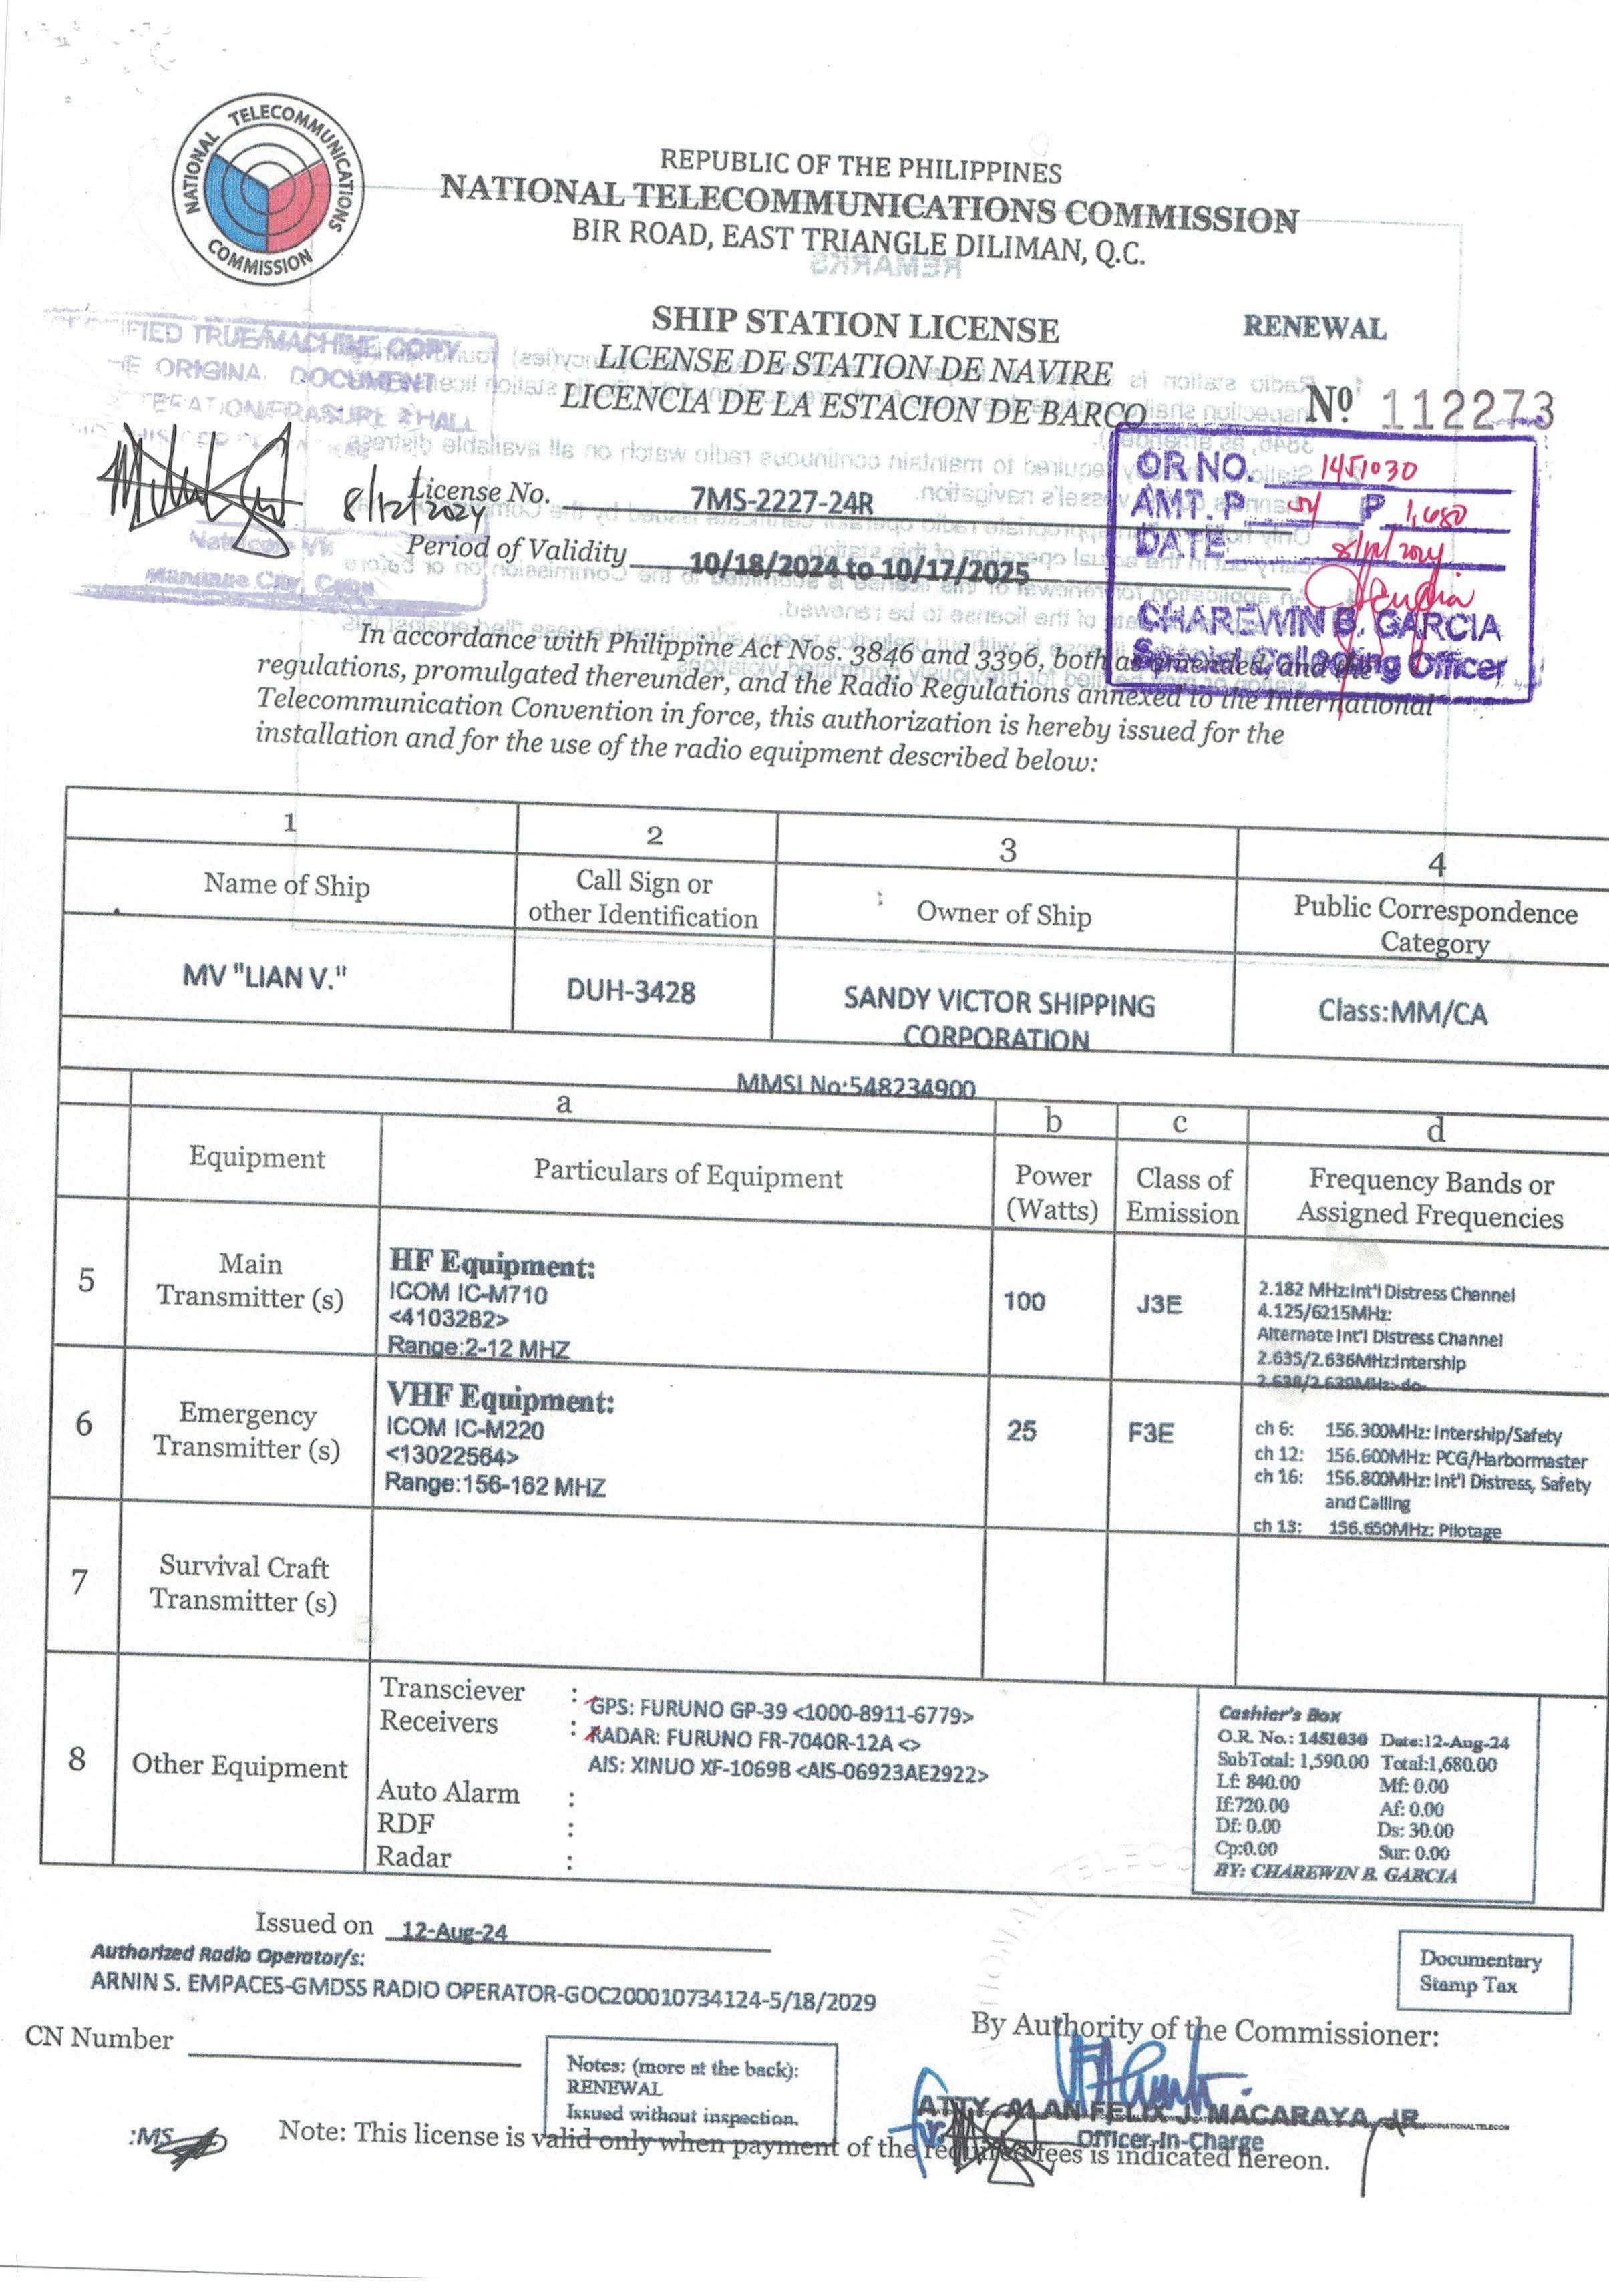 NATIONAL TELECOMMUNICATIONS COMMISSION
REPUBLIC OF THE PHILIPPINES
NATIONAL TELECOMMUNICATIONS COMMISSION
BIR ROAD, EAST TRIANGLE DILIMAN, Q.C.
REMARKS
SHIP STATION LICENSE
RENEWAL
LICENSE DE STATION DE NAVIRE
LICENCIA DE LA ESTACION DE BARCO
Nº 112273
IFIED TRUE/MACHINE COPY
ORIGINA DOCUMENT
SHALL
8/12/2024
Mandaue City, Cebu
OR NO. 1451030
AMT. P 1,680
DATE
CHAREWIN B. GARCIA
Special Collecting Officer
License No. 7MS-2227-24R
Period of Validity 10/18/2024 to 10/17/2025
In accordance with Philippine Act Nos. 3846 and 3396, both as amended, and the
regulations, promulgated thereunder, and the Radio Regulations annexed to the International
Telecommunication Convention in force, this authorization is hereby issued for the
installation and for the use of the radio equipment described below:
1 2 3 4
Name of Ship
Call Sign or
other Identification
: Owner of Ship
Public Correspondence
Category
MV "LIAN V."
DUH-3428
SANDY VICTOR SHIPPING
CORPORATION
Class:MM/CA
MMSI No:548234900
a b c d
Equipment
Particulars of Equipment
Power
(Watts)
Class of
Emission
Frequency Bands or
Assigned Frequencies
5
Main
Transmitter (s)
HF Equipment:
ICOM IC-M710
<4103282>
Range:2-12 MHZ
100
J3E
2.182 MHz:Int'l Distress Channel
4.125/6215MHz:
Alternate Int'l Distress Channel
2.635/2.636MHz:Intership
2.638/2.639MHz>do-
6
Emergency
Transmitter (s)
VHF Equipment:
ICOM IC-M220
<13022564>
Range:156-162 MHZ
25
F3E
ch 6: 156.300MHz: Intership/Safety
ch 12: 156.600MHz: PCG/Harbormaster
ch 16: 156.800MHz: Int'l Distress, Safety
and Calling
ch 13: 156.650MHz: Pilotage
7
Survival Craft
Transmitter (s)
8
Other Equipment
Transciever :
Receivers :
GPS: FURUNO GP-39 <1000-8911-6779>
RADAR: FURUNO FR-7040R-12A <>
AIS: XINUO XF-1069B <AIS-06923AE2922>
Auto Alarm :
RDF :
Radar :
Cashier's Box
O.R. No.: 1451030 Date:12-Aug-24
SubTotal: 1,590.00 Total:1,680.00
Lf: 840.00 Mf: 0.00
If:720.00 Af: 0.00
Df: 0.00 Ds: 30.00
Cp:0.00 Sur: 0.00
BY: CHAREWIN B. GARCIA
Issued on 12-Aug-24
Authorized Radio Operator/s:
ARNIN S. EMPACES-GMDSS RADIO OPERATOR-GOC200010734124-5/18/2029
Documentary
Stamp Tax
CN Number
By Authority of the Commissioner:
Notes: (more at the back):
RENEWAL
Issued without inspection.
ATTY. ALAN FELIX J. MACARAYA, JR
Officer-In-Charge
:MS
Note: This license is valid only when payment of the required fees is indicated hereon.